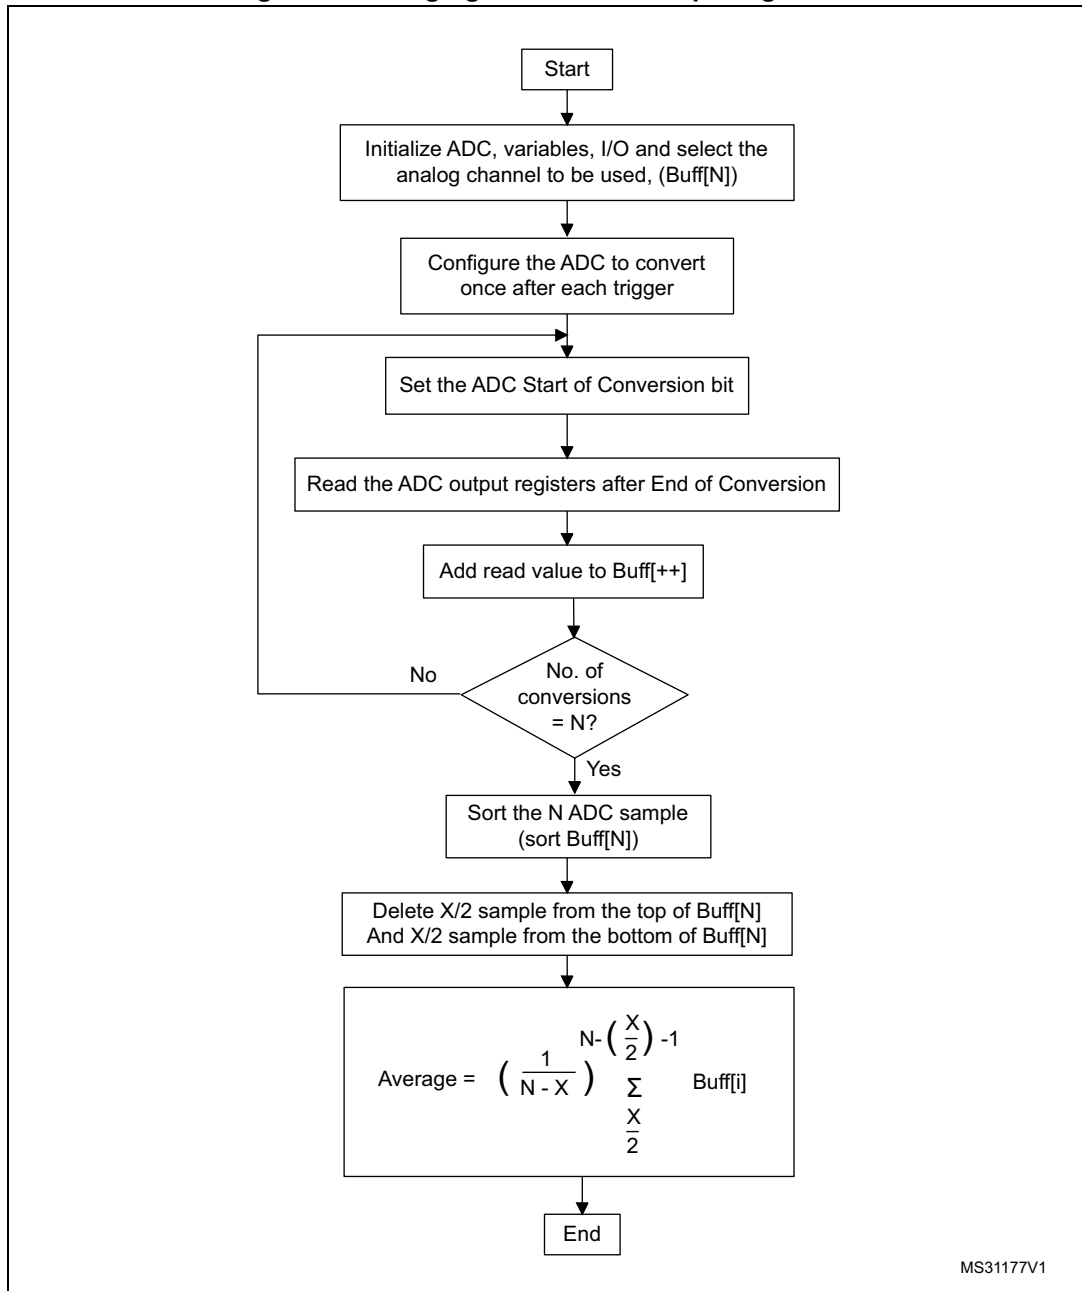 Start
Initialize ADC, variables, I/O and select the
analog channel to be used, (Buff[N])
Configure the ADC to convert
once after each trigger
Set the ADC Start of Conversion bit
Read the ADC output registers after End of Conversion
Add read value to Buff[++]
No
No. of
conversions
= N?
Yes
Sort the N ADC sample
(sort Buff[N])
Delete X/2 sample from the top of Buff[N]
And X/2 sample from the bottom of Buff[N]
Average = ( 1 / N - X ) N-( X / 2 ) -1 Σ X / 2 Buff[i]
End
MS31177V1